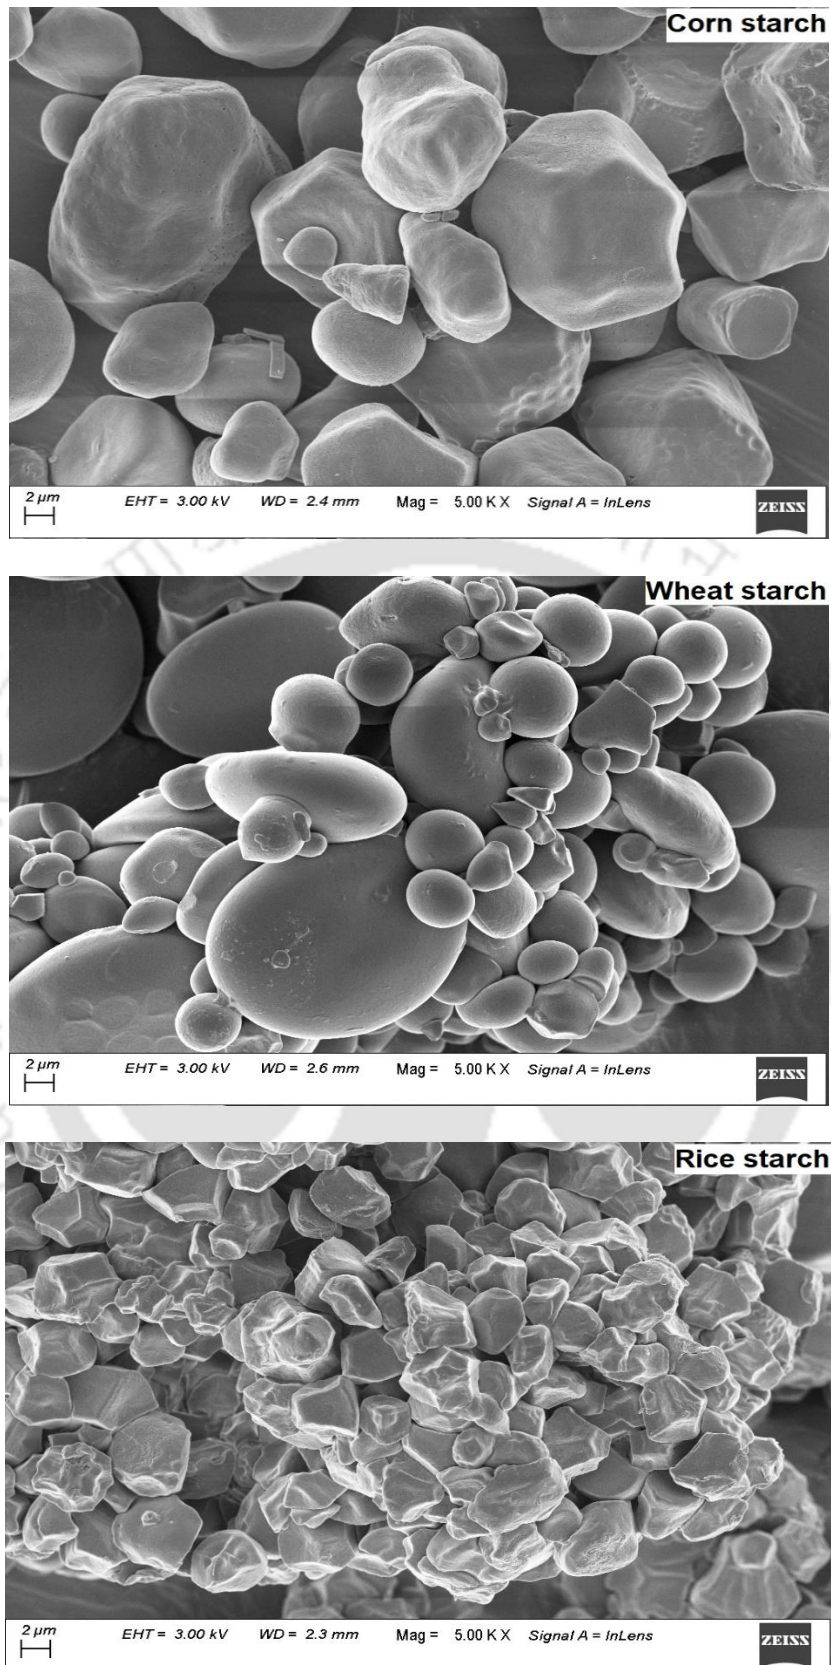 Corn starch
2 µm EHT = 3.00 kV WD = 2.4 mm Mag = 5.00 K X Signal A = InLens ZEISS
Wheat starch
2 µm EHT = 3.00 kV WD = 2.6 mm Mag = 5.00 K X Signal A = InLens ZEISS
Rice starch
2 µm EHT = 3.00 kV WD = 2.3 mm Mag = 5.00 K X Signal A = InLens ZEISS